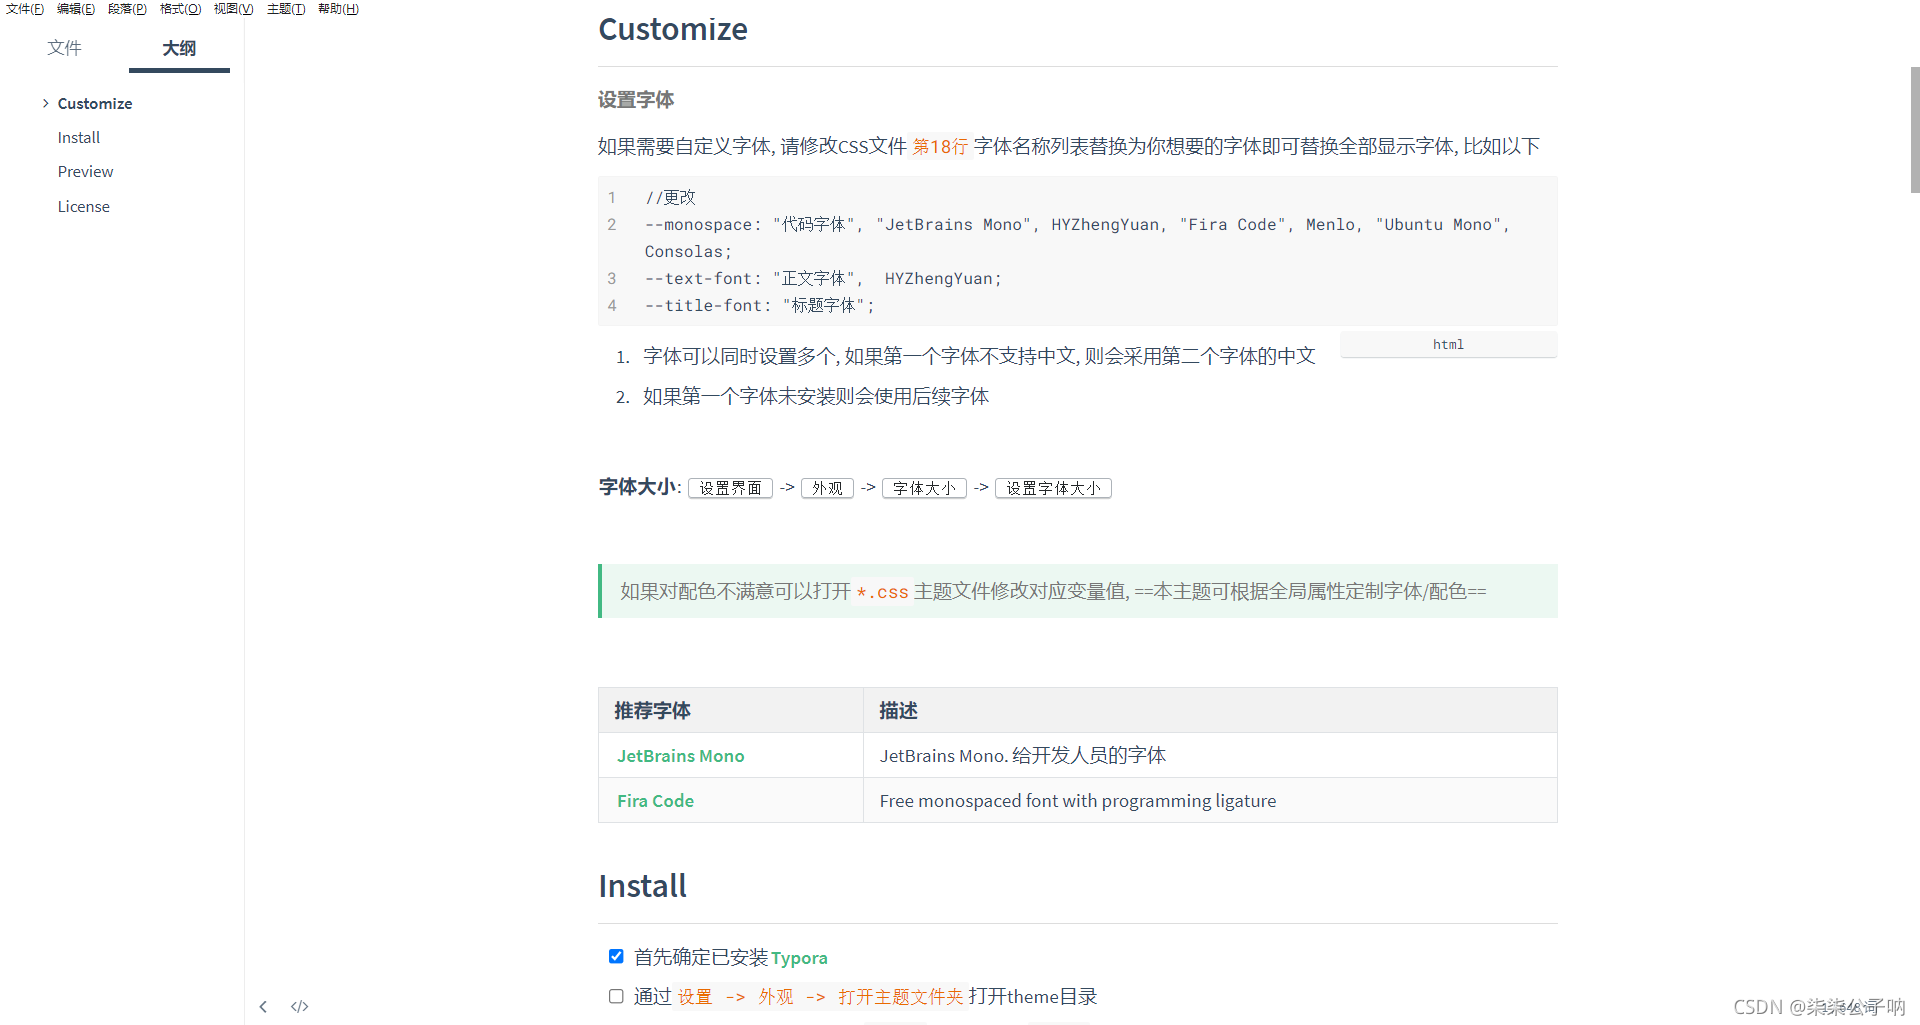 文件(F) 编辑(E) 段落(P) 格式(O) 视图(V) 主题(T) 帮助(H)
文件 大纲
Customize
Install
Preview
License
Customize
设置字体
如果需要自定义字体, 请修改CSS文件 第18行 字体名称列表替换为你想要的字体即可替换全部显示字体, 比如以下
1 //更改
2 --monospace: "代码字体", "JetBrains Mono", HYZhengYuan, "Fira Code", Menlo, "Ubuntu Mono",
Consolas;
3 --text-font: "正文字体",  HYZhengYuan;
4 --title-font: "标题字体";
html
1. 字体可以同时设置多个, 如果第一个字体不支持中文, 则会采用第二个字体的中文
2. 如果第一个字体未安装则会使用后续字体
字体大小: 设置界面 -> 外观 -> 字体大小 -> 设置字体大小
如果对配色不满意可以打开 *.css 主题文件修改对应变量值, ==本主题可根据全局属性定制字体/配色==
推荐字体 描述
JetBrains Mono JetBrains Mono. 给开发人员的字体
Fira Code Free monospaced font with programming ligature
Install
首先确定已安装Typora
通过 设置 -> 外观 -> 打开主题文件夹 打开theme目录
</>
CSDN @柒柒公子呐